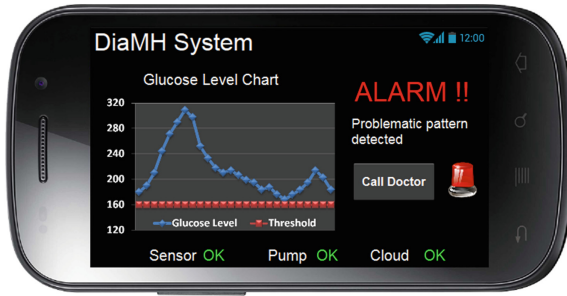 DiaMH System
12:00
Glucose Level Chart
320
280
240
200
160
120
Glucose Level
Threshold
ALARM !!
Problematic pattern
detected
Call Doctor
Sensor OK
Pump OK
Cloud OK